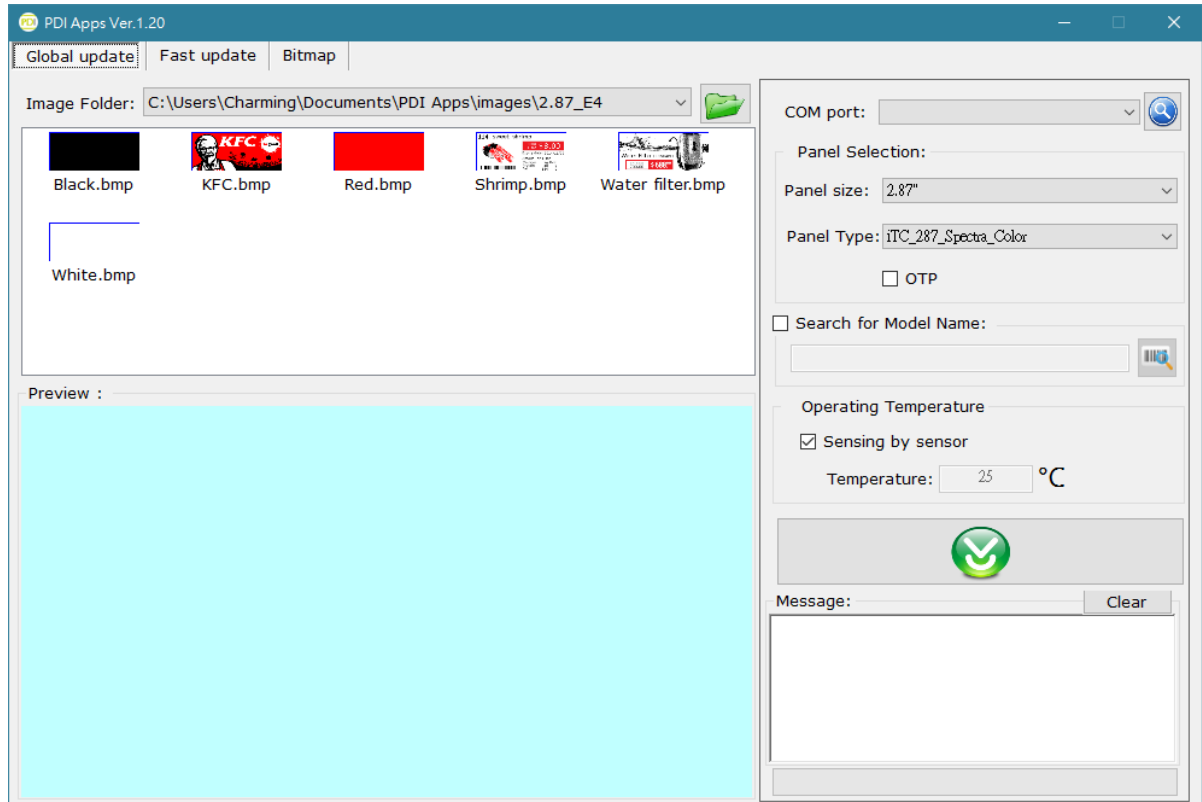 PDI Apps Ver.1.20
Global update Fast update Bitmap
Image Folder: C:\Users\Charming\Documents\PDI Apps\images\2.87_E4
KFC
Black.bmp KFC.bmp Red.bmp Shrimp.bmp Water filter.bmp
White.bmp
Preview :
COM port:
Panel Selection:
Panel size: 2.87"
Panel Type: iTC_287_Spectra_Color
OTP
Search for Model Name:
Operating Temperature
Sensing by sensor
Temperature: 25 °C
Message: Clear